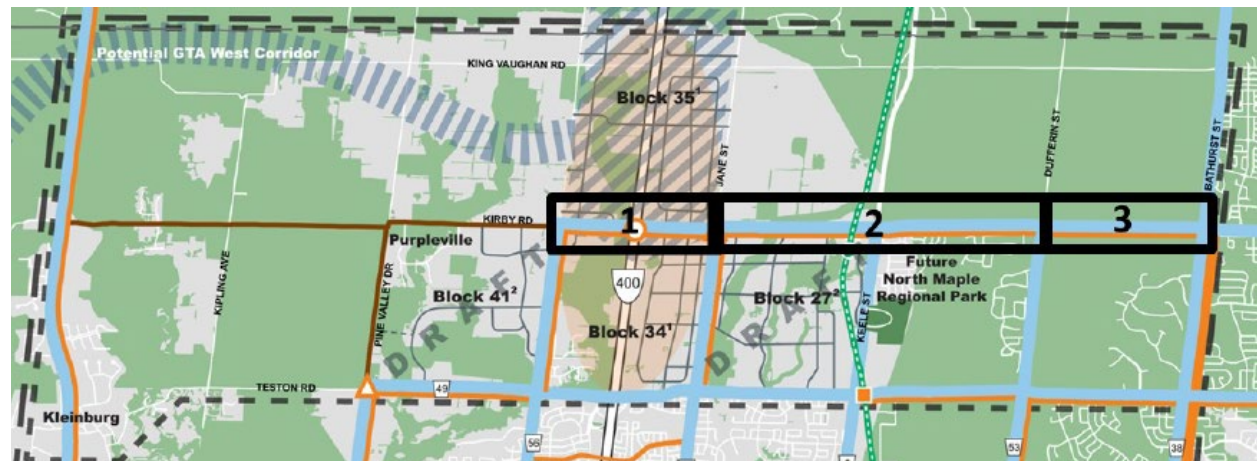 Potential GTA West Corridor
KING VAUGHAN RD
Block 35¹
JANE ST
DUFFERIN ST
BATHURST ST
KIRBY RD
1
2
3
Purpleville
KIPLING AVE
PINE VALLEY DR
Block 41²
400
Block 27²
KEELE ST
Future
North Maple
Regional Park
DRAFT
DRAFT
Block 34¹
TESTON RD
49
Kleinburg
56
53
38